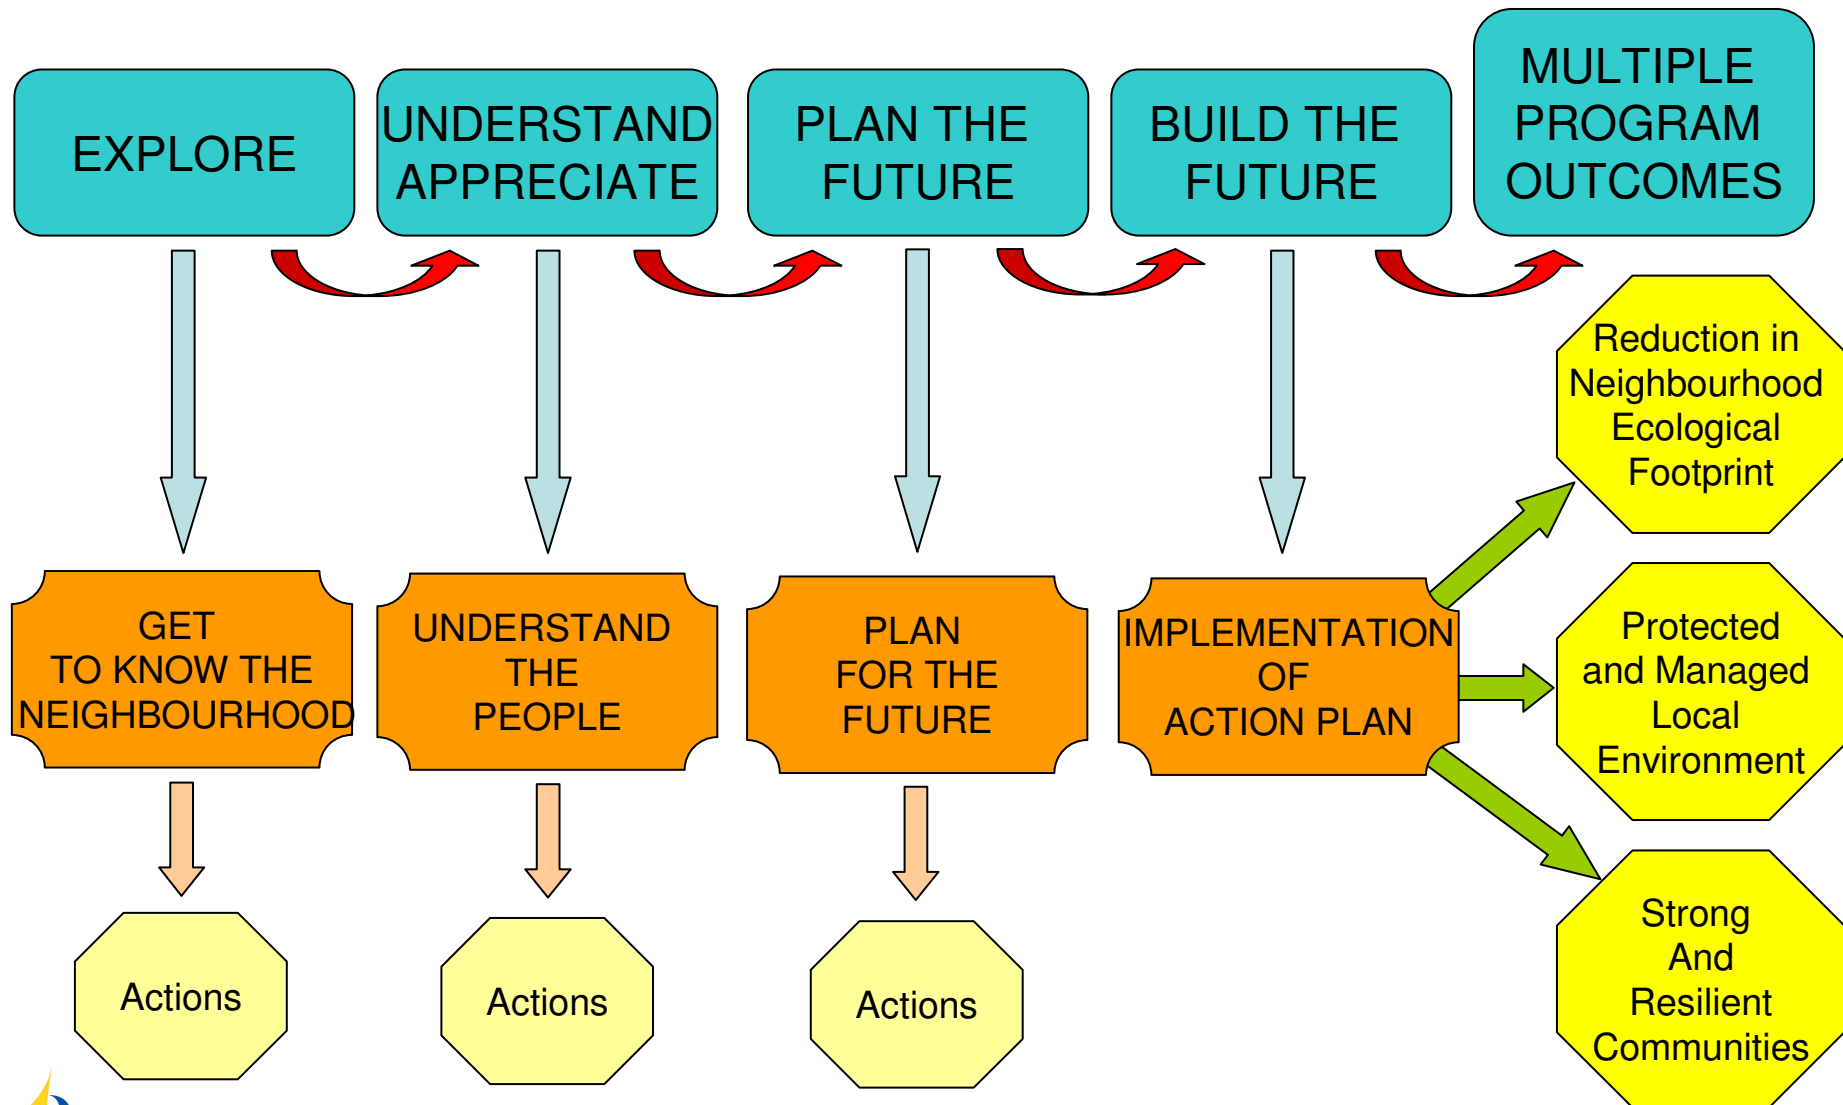 EXPLORE
UNDERSTAND
APPRECIATE
PLAN THE
FUTURE
BUILD THE
FUTURE
MULTIPLE
PROGRAM
OUTCOMES
GET
TO KNOW THE
NEIGHBOURHOOD
UNDERSTAND
THE
PEOPLE
PLAN
FOR THE
FUTURE
IMPLEMENTATION
OF
ACTION PLAN
Reduction in
Neighbourhood
Ecological
Footprint
Protected
and Managed
Local
Environment
Strong
And
Resilient
Communities
Actions
Actions
Actions